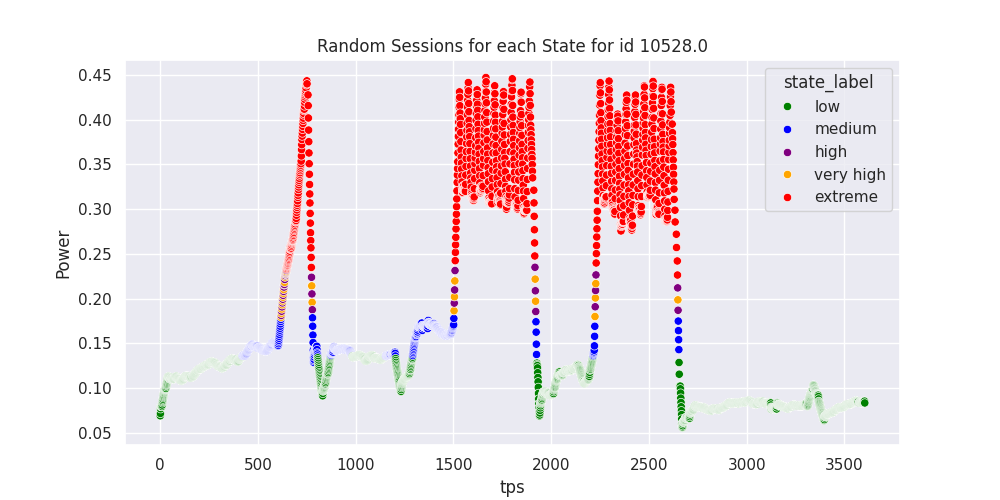 Random Sessions for each State for id 10528.0
Power
0.45
0.40
0.35
0.30
0.25
0.20
0.15
0.10
0.05
state_label
low
medium
high
very high
extreme
0 500 1000 1500 2000 2500 3000 3500
tps